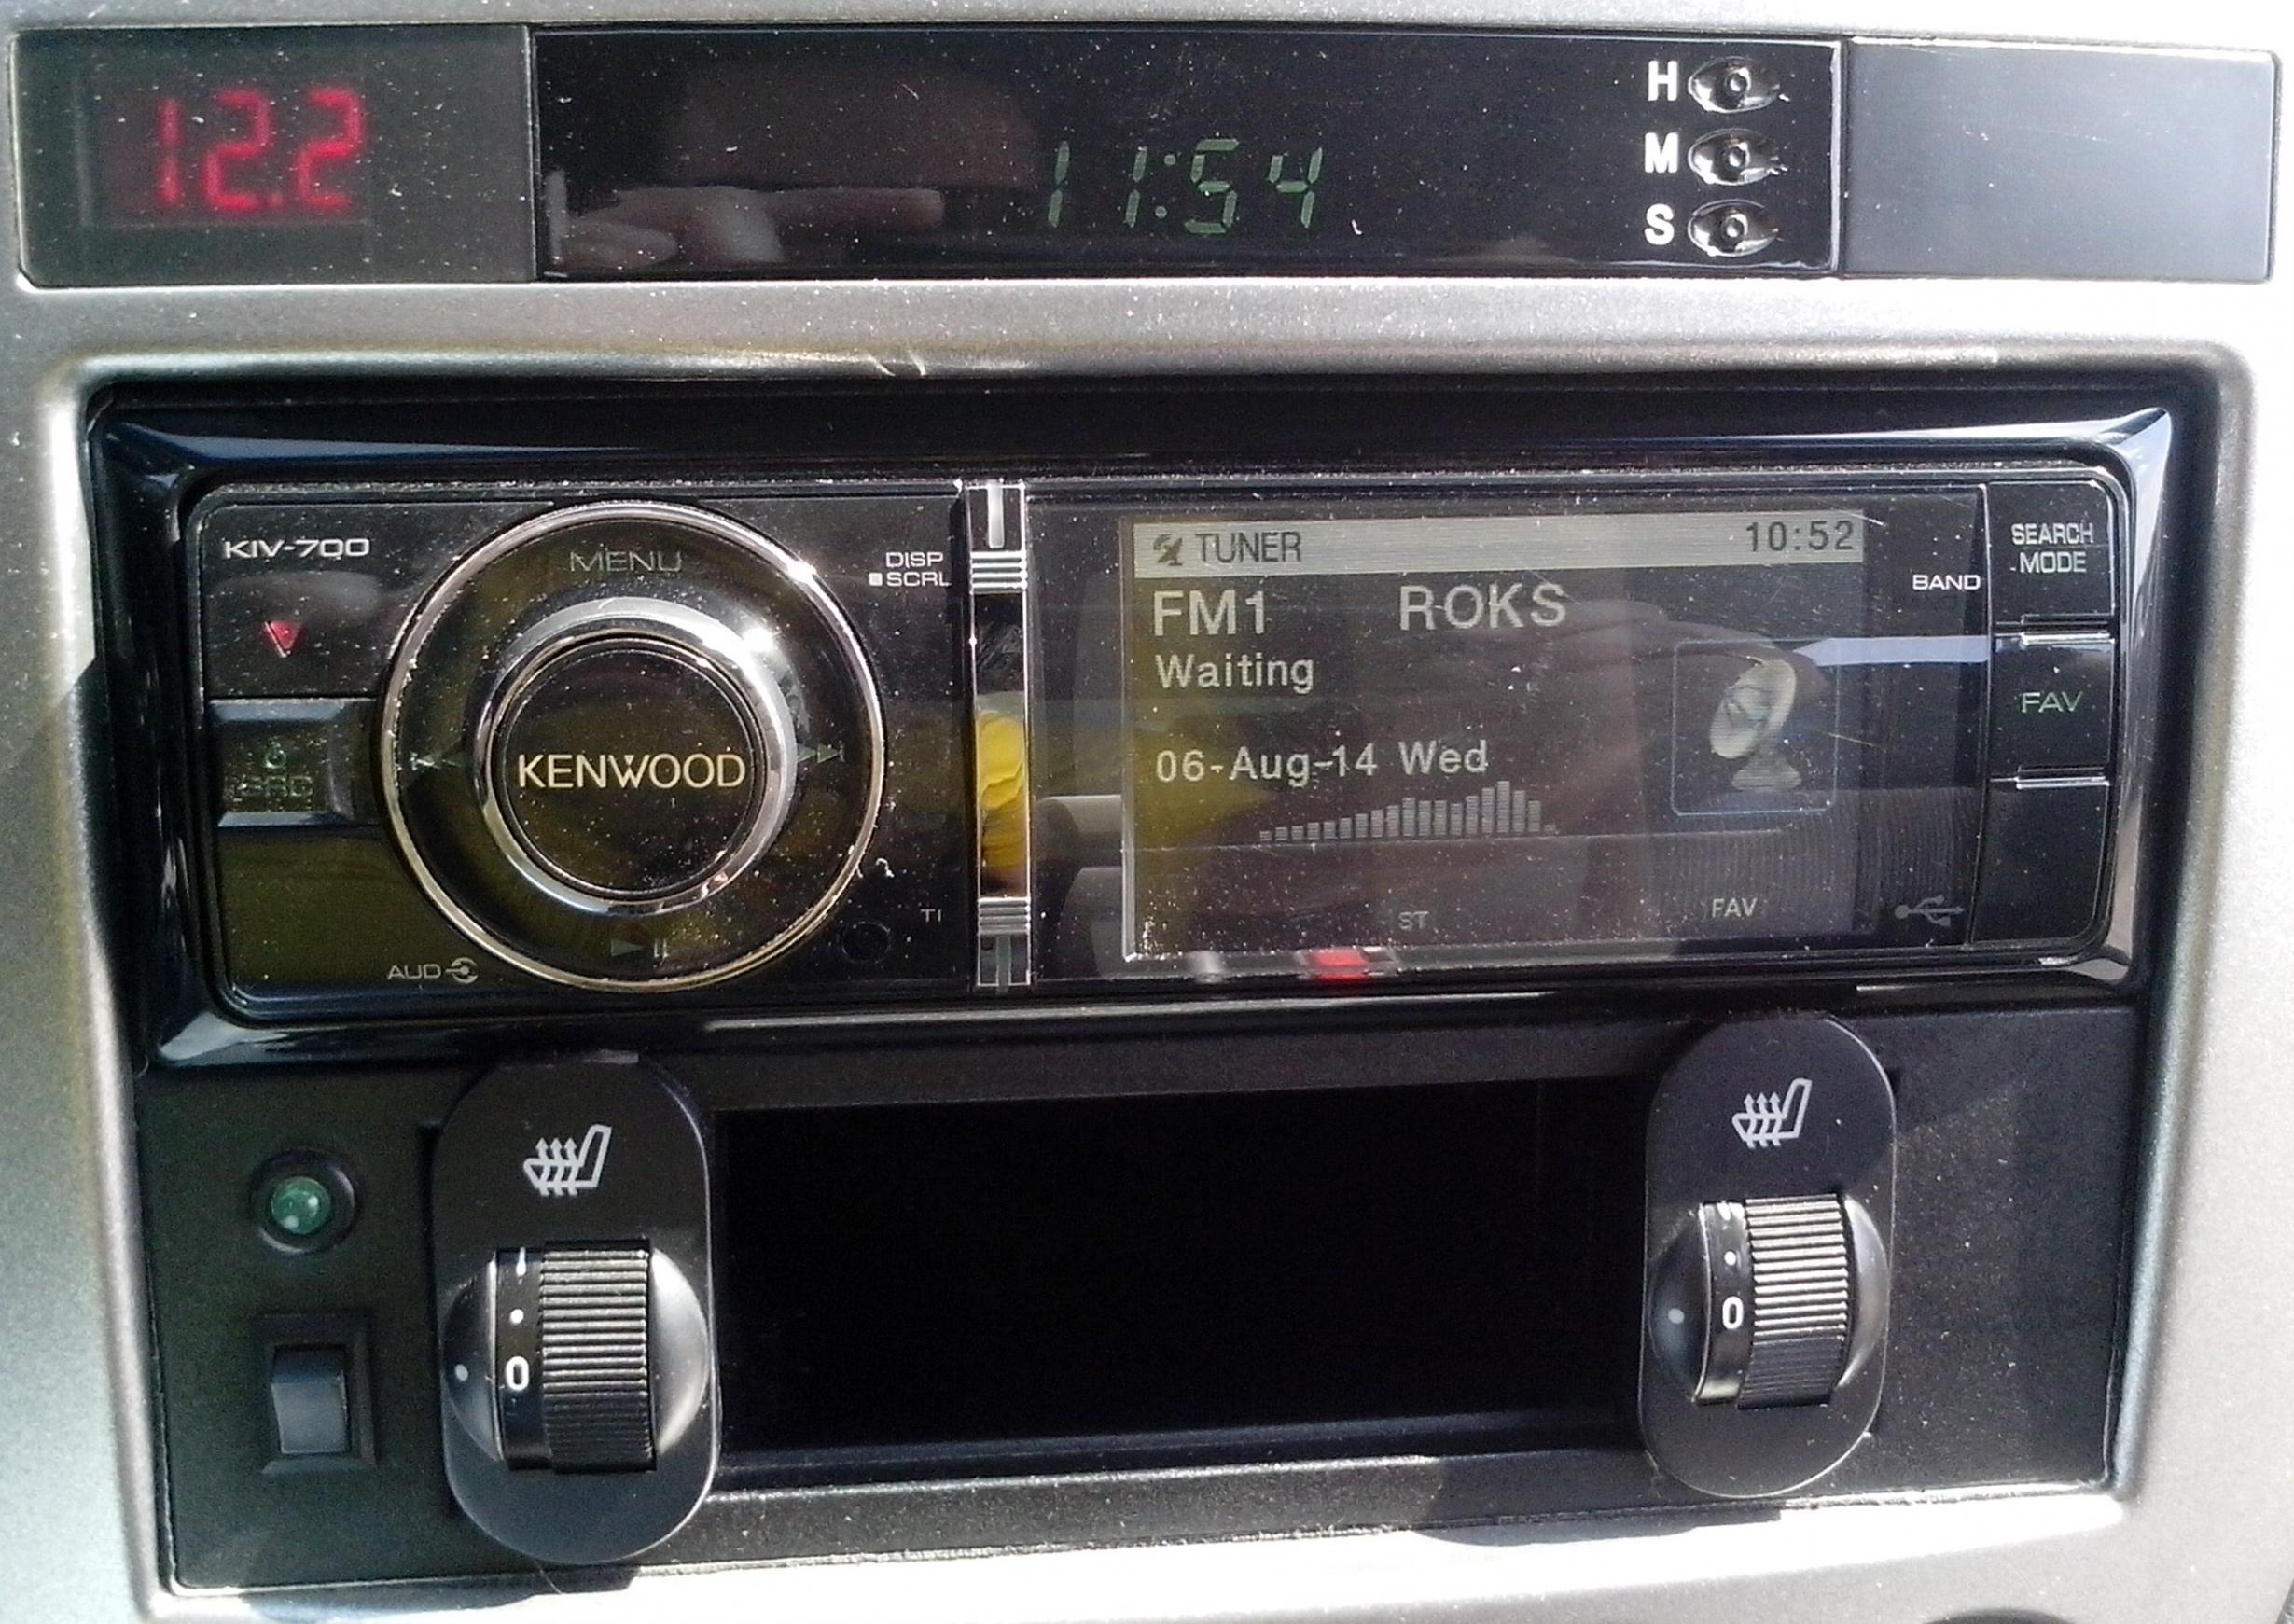 12.2
11:54
H
M
S
KIV-700
MENU
DISP
SCRL
SRC
KENWOOD
TI
AUD
TUNER 10:52
FM1 ROKS
Waiting
06-Aug-14 Wed
ST
FAV
BAND
SEARCH
MODE
FAV
0
0